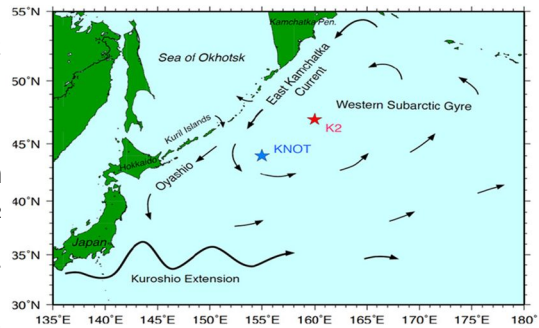 55°N
50°N
45°N
40°N
35°N
30°N
135°E
140°E
145°E
150°E
155°E
160°E
165°E
170°E
175°E
180°
Kamchatka Pen.
Sea of Okhotsk
East Kamchatka
Current
Western Subarctic Gyre
K2
Kuril Islands
KNOT
Hokkaido
Oyashio
Japan
Kuroshio Extension